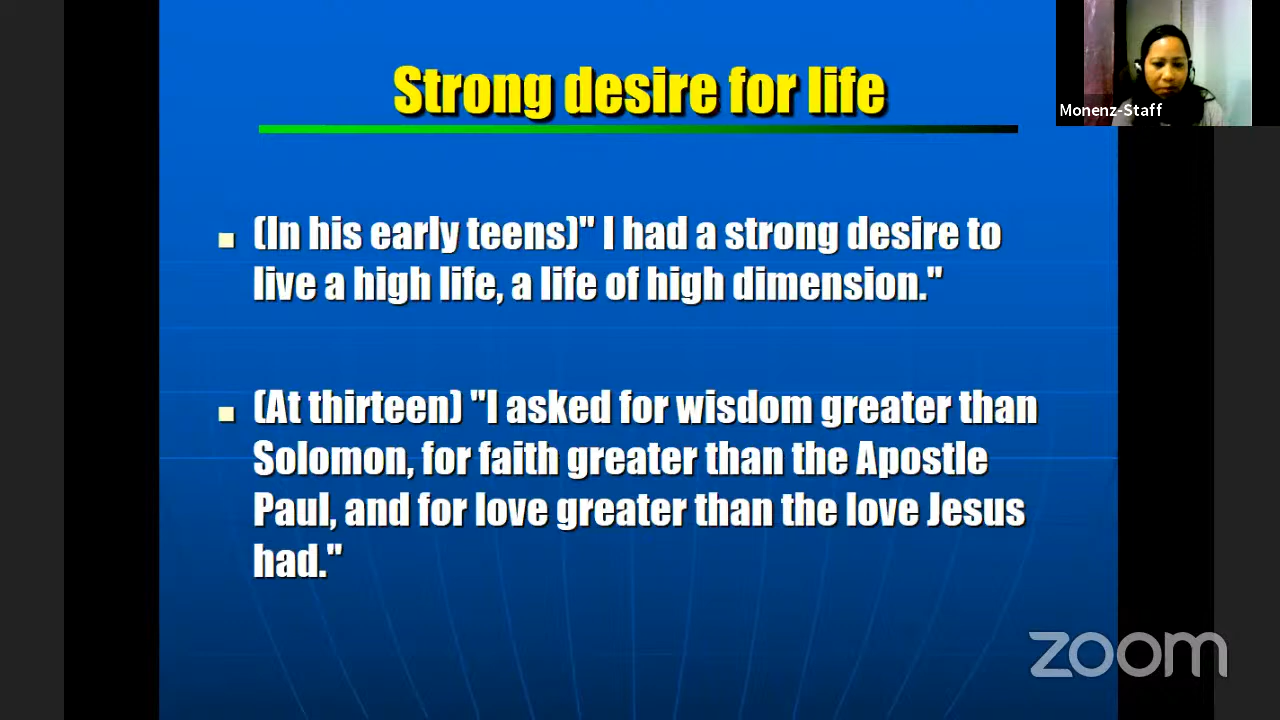 Strong desire for life
Monenz-Staff
(In his early teens)" I had a strong desire to
live a high life, a life of high dimension."
(At thirteen) "I asked for wisdom greater than
Solomon, for faith greater than the Apostle
Paul, and for love greater than the love Jesus
had."
zoom